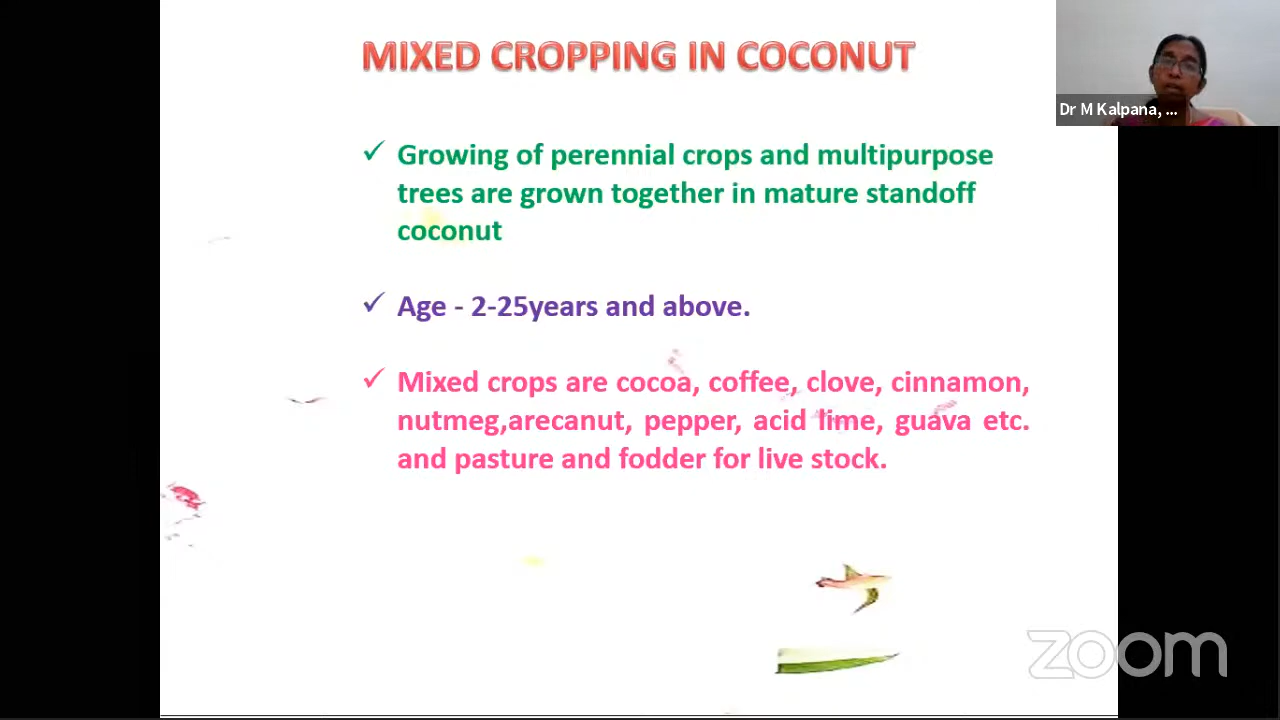 MIXED CROPPING IN COCONUT
Dr M Kalpana, ...
✓ Growing of perennial crops and multipurpose
trees are grown together in mature standoff
coconut
✓ Age - 2-25years and above.
✓ Mixed crops are cocoa, coffee, clove, cinnamon,
nutmeg,arecanut, pepper, acid lime, guava etc.
and pasture and fodder for live stock.
zoom